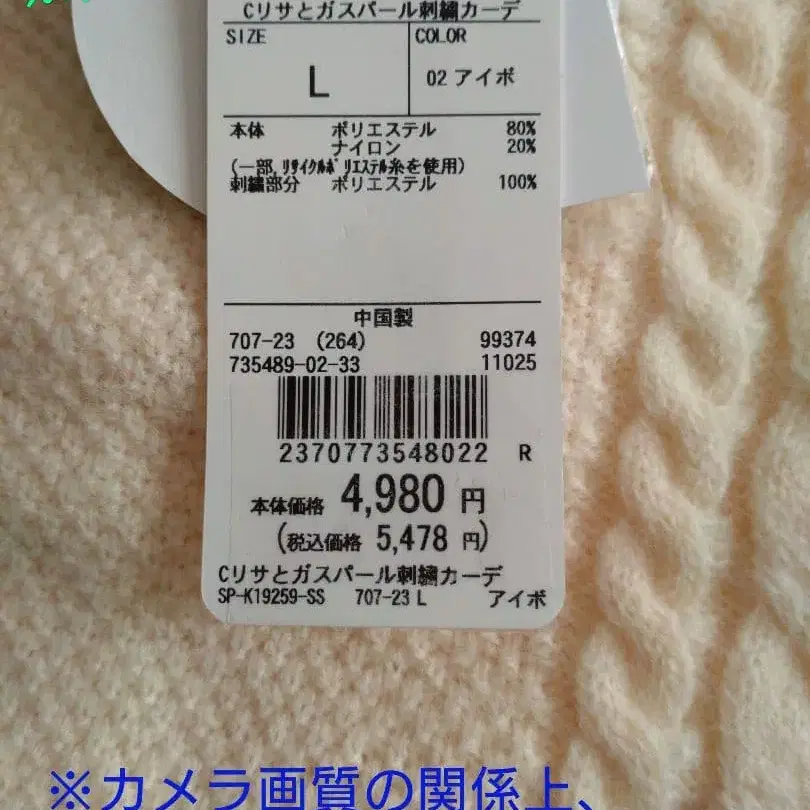 Cリサとガスパール刺繍カーデ
SIZE COLOR
L 02 アイボ
本体 ポリエステル 80%
ナイロン 20%
(一部,リサイクルポリエステル糸を使用)
刺繍部分 ポリエステル 100%
中国製
707-23 (264) 99374
735489-02-33 11025
2370773548022 R
本体価格 4,980 円
(税込価格 5,478 円)
Cリサとガスパール刺繍カーデ
SP-K19259-SS 707-23 L アイボ
※カメラ画質の関係上、